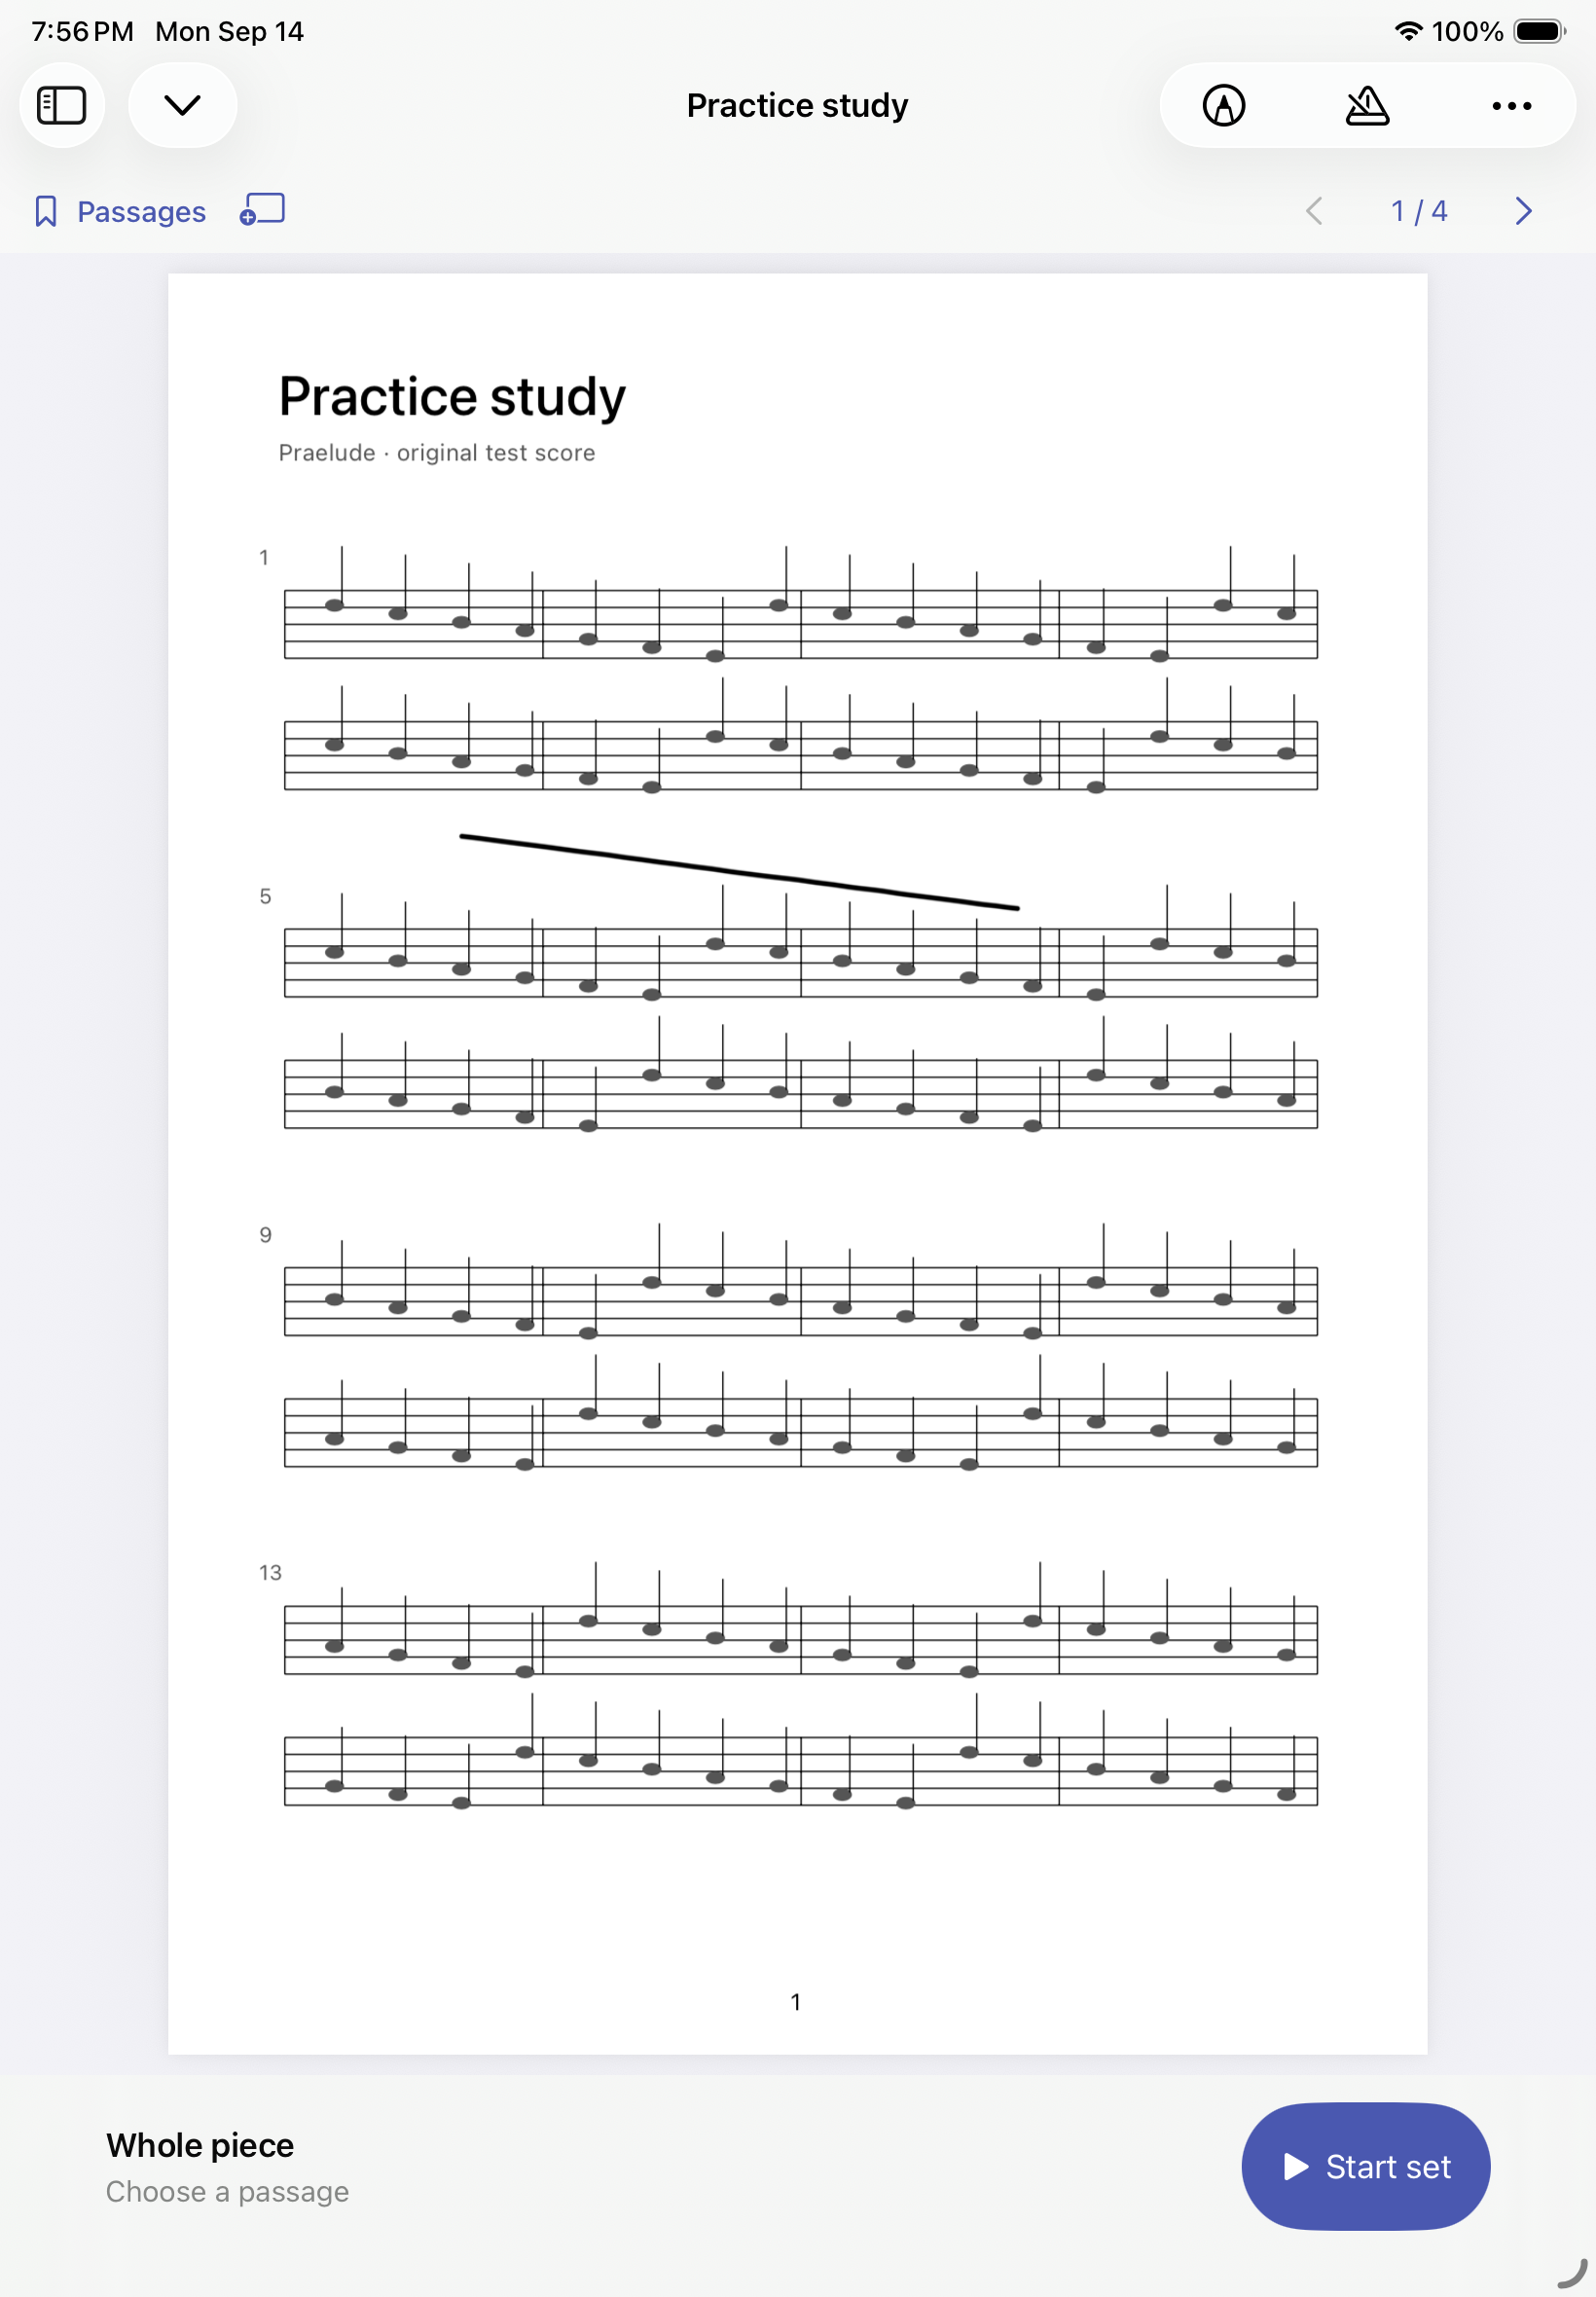 7:56 PM Mon Sep 14 100%
Practice study
Passages 1 / 4
Practice study
Praelude · original test score
1
5
9
13
1
Whole piece
Choose a passage
Start set